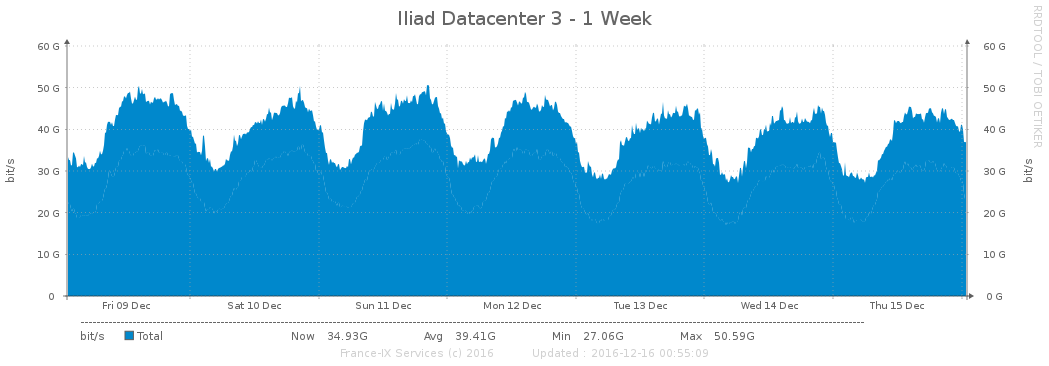 Iliad Datacenter 3 - 1 Week
RRDTOOL / TOBI OETIKER
60 G 60 G
50 G 50 G
40 G 40 G
30 G 30 G
20 G 20 G
10 G 10 G
0 0 G
bit/s bit/s
Fri 09 Dec Sat 10 Dec Sun 11 Dec Mon 12 Dec Tue 13 Dec Wed 14 Dec Thu 15 Dec
bit/s Total Now 34.93G Avg 39.41G Min 27.06G Max 50.59G
France-IX Services (c) 2016 Updated : 2016-12-16 00:55:09